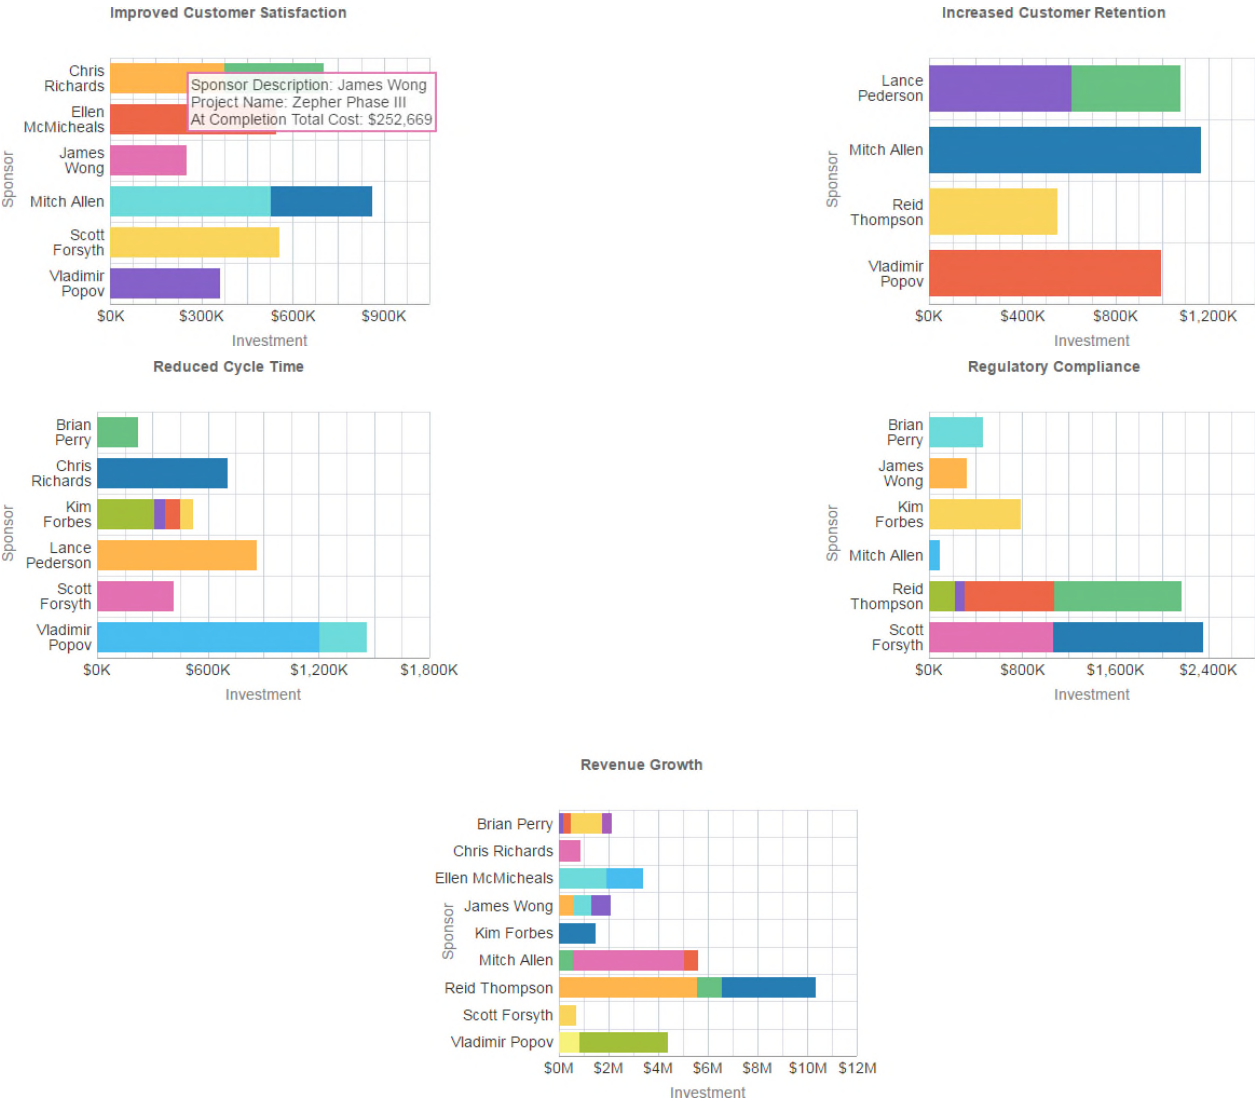 Improved Customer Satisfaction
Sponsor
Chris
Richards
Ellen
McMicheals
James
Wong
Mitch Allen
Scott
Forsyth
Vladimir
Popov
Sponsor Description: James Wong
Project Name: Zepher Phase III
At Completion Total Cost: $252,669
$0K $300K $600K $900K
Investment
Increased Customer Retention
Sponsor
Lance
Pederson
Mitch Allen
Reid
Thompson
Vladimir
Popov
$0K $400K $800K $1,200K
Investment
Reduced Cycle Time
Sponsor
Brian
Perry
Chris
Richards
Kim
Forbes
Lance
Pederson
Scott
Forsyth
Vladimir
Popov
$0K $600K $1,200K $1,800K
Investment
Regulatory Compliance
Sponsor
Brian
Perry
James
Wong
Kim
Forbes
Mitch Allen
Reid
Thompson
Scott
Forsyth
$0K $800K $1,600K $2,400K
Investment
Revenue Growth
Sponsor
Brian Perry
Chris Richards
Ellen McMicheals
James Wong
Kim Forbes
Mitch Allen
Reid Thompson
Scott Forsyth
Vladimir Popov
$0M $2M $4M $6M $8M $10M $12M
Investment